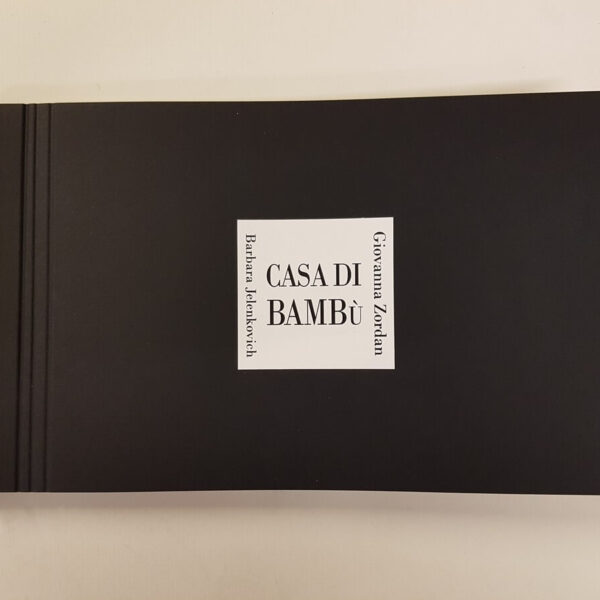 Barbara Jelenkovich
CASA DI
BAMBù
Giovanna Zordan